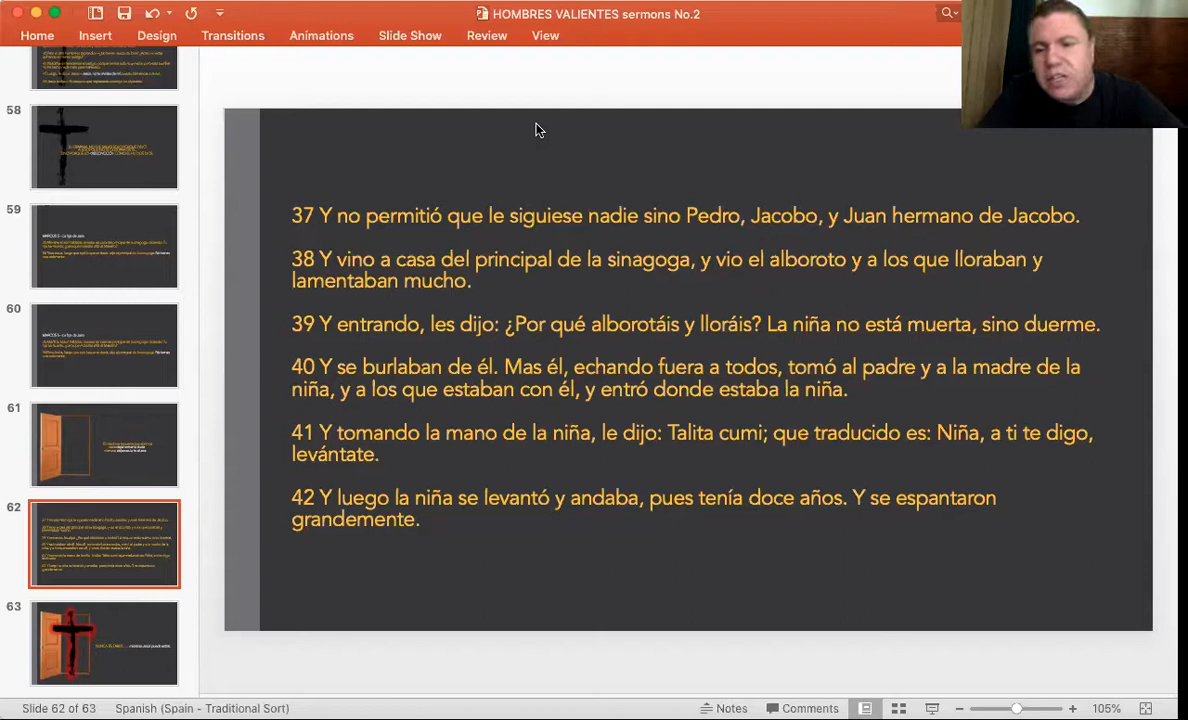 HOMBRES VALIENTES sermons No.2
Home Insert Design Transitions Animations Slide Show Review View
58
59
60
61
62
63
37 Y no permitió que le siguiese nadie sino Pedro, Jacobo, y Juan hermano de Jacobo.
38 Y vino a casa del principal de la sinagoga, y vio el alboroto y a los que lloraban y
lamentaban mucho.
39 Y entrando, les dijo: ¿Por qué alborotáis y lloráis? La niña no está muerta, sino duerme.
40 Y se burlaban de él. Mas él, echando fuera a todos, tomó al padre y a la madre de la
niña, y a los que estaban con él, y entró donde estaba la niña.
41 Y tomando la mano de la niña, le dijo: Talita cumi; que traducido es: Niña, a ti te digo,
levántate.
42 Y luego la niña se levantó y andaba, pues tenía doce años. Y se espantaron
grandemente.
Slide 62 of 63 Spanish (Spain - Traditional Sort) Notes Comments 105%